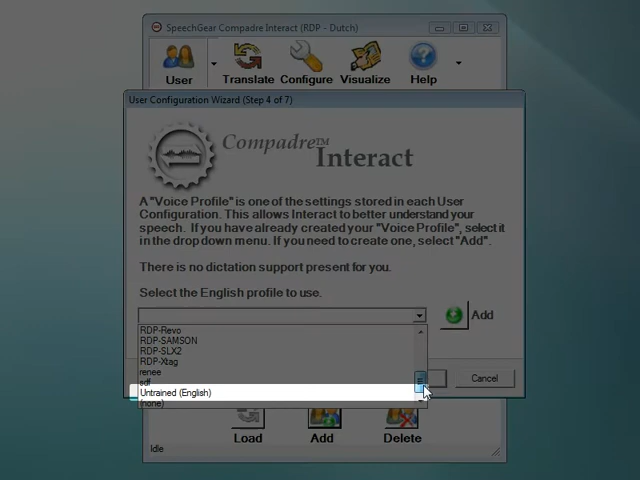 SpeechGear Compadre Interact (RDP - Dutch)
User
Translate
Configure
Visualize
Help
User Configuration Wizard (Step 4 of 7)
Compadre™
Interact
A "Voice Profile" is one of the settings stored in each User
Configuration. This allows Interact to better understand your
speech. If you have already created your "Voice Profile", select it
in the drop down menu. If you need to create one, select "Add".
There is no dictation support present for you.
Select the English profile to use.
Add
RDP-Revo
RDP-SAMSON
RDP-SLX2
RDP-Xtag
renee
sdf
Untrained (English)
(none)
Cancel
Load
Add
Delete
Idle